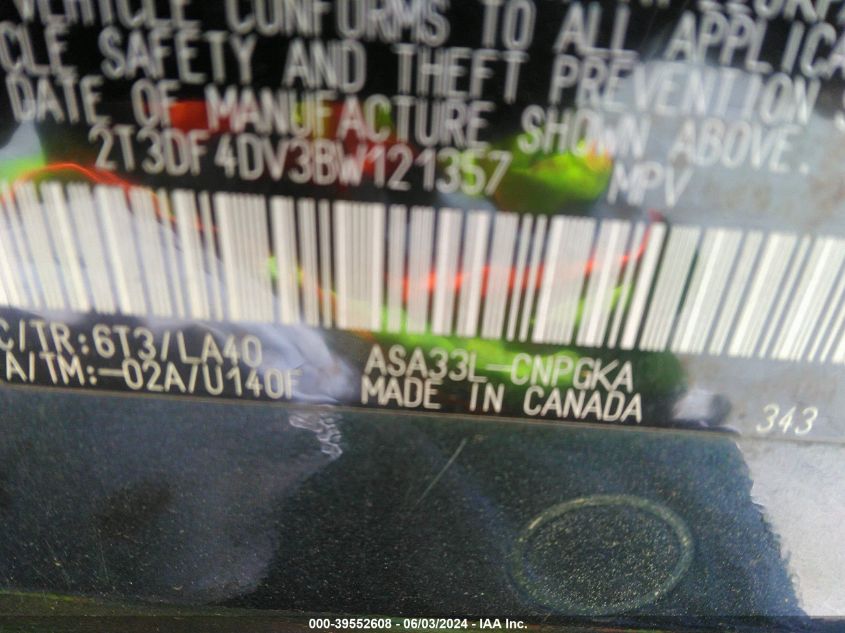 VEHICLE CONFORMS TO ALL APPLICA
CLE SAFETY AND THEFT PREVENTION S
DATE OF MANUFACTURE SHOWN ABOVE.
2T3DF4DV3BW121357 MPV
C/TR:6T3/LA40 ASA33L-CNPGKA
A/TM:-02A/U140F MADE IN CANADA
343
000-39552608 - 06/03/2024 - IAA Inc.